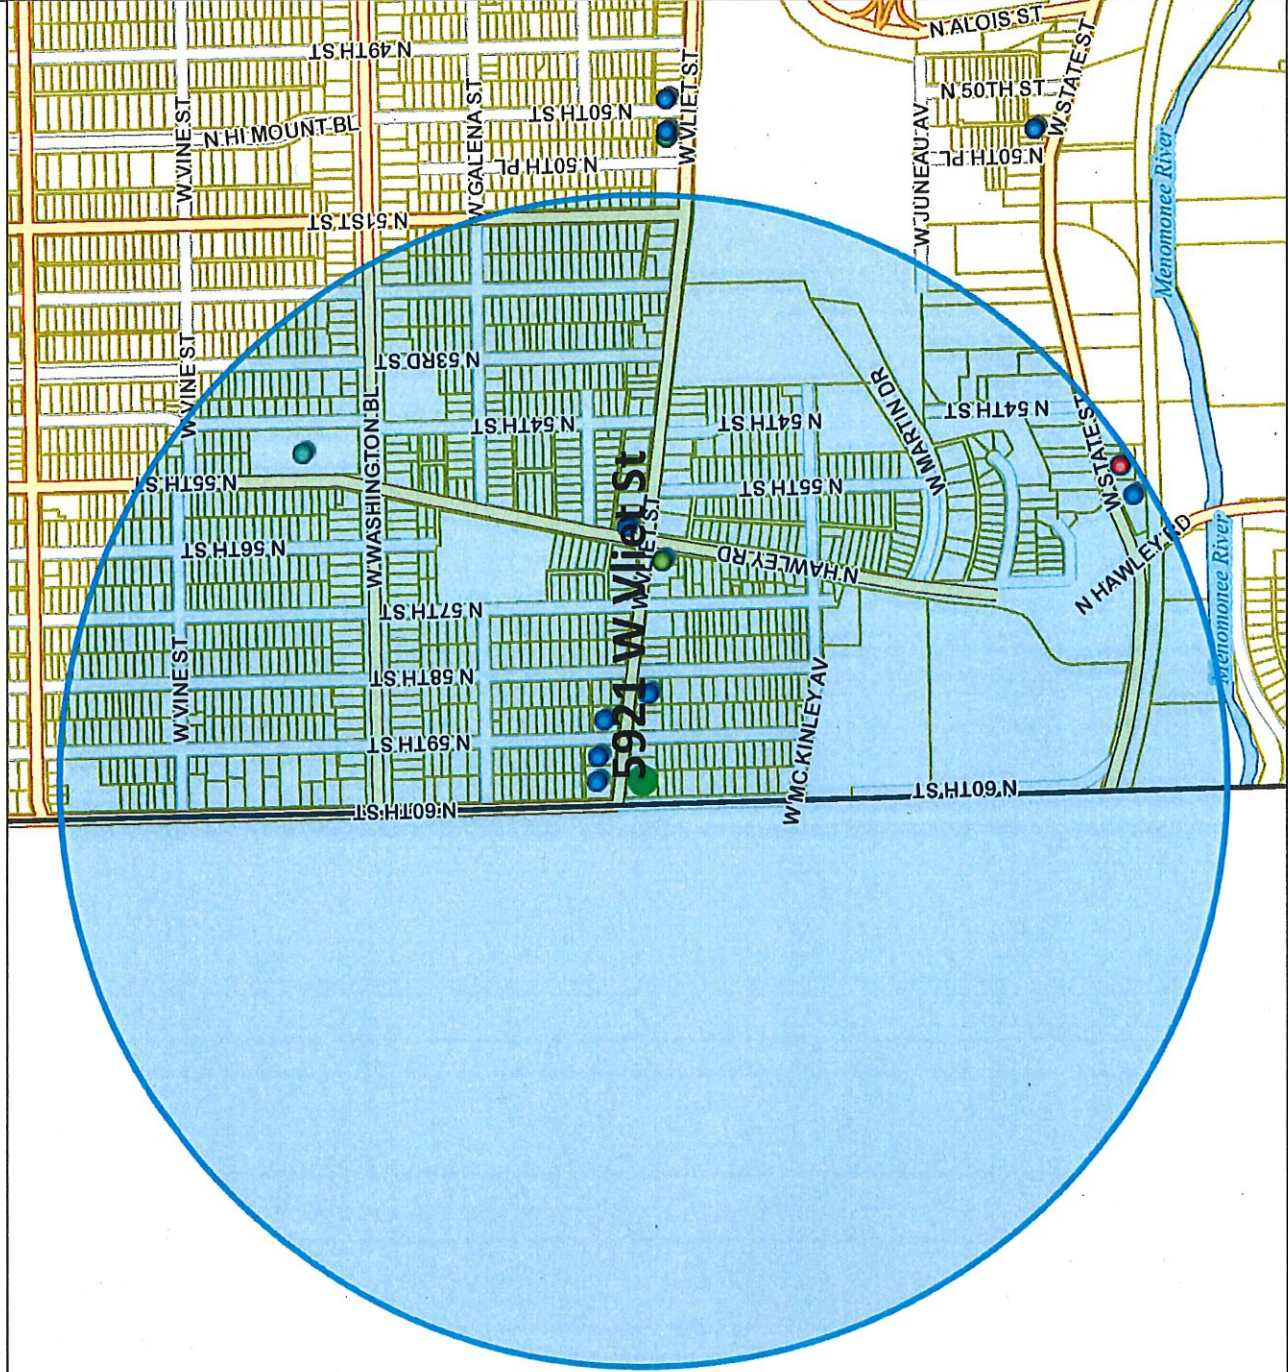 N ALOIS ST
N 49TH ST
N 50TH ST
W STATE ST
N 50TH ST
W VLIET ST
W GALENA ST
W VINE ST
N HI MOUNT BL
W JUNEAU AV
N 50TH PL
N 50TH PL
Menomonee River
N 51ST ST
N 53RD ST
W VINE ST
W MARTIN DR
N 54TH ST
N 54TH ST
N 54TH ST
W STATE ST
W WASHINGTON BL
N 55TH ST
N 55TH ST
W VLIET ST
N 56TH ST
N HAWLEY RD
N HAWLEY RD
Menomonee River
N 57TH ST
5921 W Vliet St
W VINE ST
N 58TH ST
W MC KINLEY AV
N 59TH ST
N 60TH ST
N 60TH ST